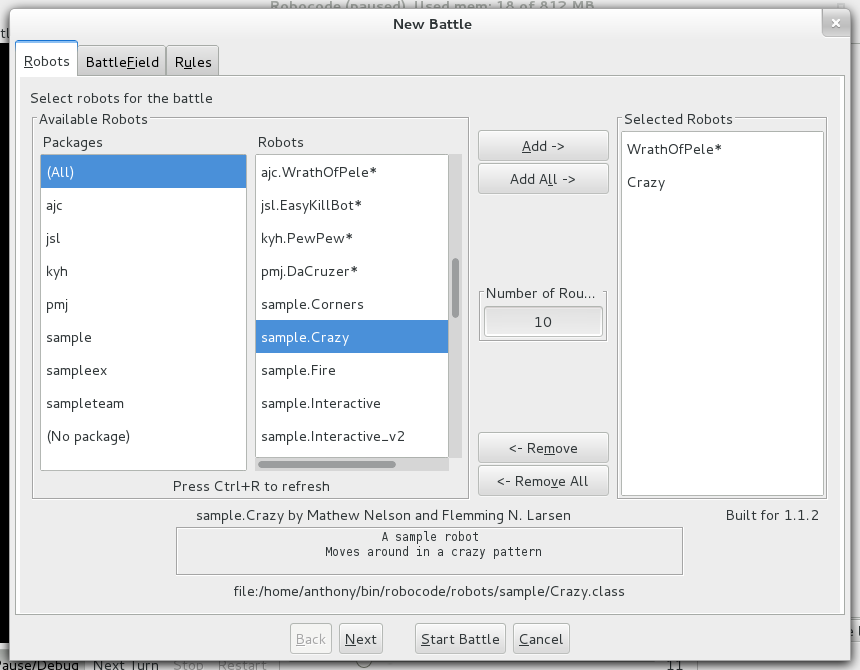 Robocode (paused) Used mem: 18 of 812 MB
New Battle
Robots BattleField Rules
Select robots for the battle
Available Robots
Packages
(All)
ajc
jsl
kyh
pmj
sample
sampleex
sampleteam
(No package)
Robots
ajc.WrathOfPele*
jsl.EasyKillBot*
kyh.PewPew*
pmj.DaCruzer*
sample.Corners
sample.Crazy
sample.Fire
sample.Interactive
sample.Interactive_v2
Press Ctrl+R to refresh
Add ->
Add All ->
Number of Rou...
10
<- Remove
<- Remove All
Selected Robots
WrathOfPele*
Crazy
sample.Crazy by Mathew Nelson and Flemming N. Larsen
Built for 1.1.2
A sample robot
Moves around in a crazy pattern
file:/home/anthony/bin/robocode/robots/sample/Crazy.class
Back Next Start Battle Cancel
Pause/Debug Next Turn Stop Restart 11